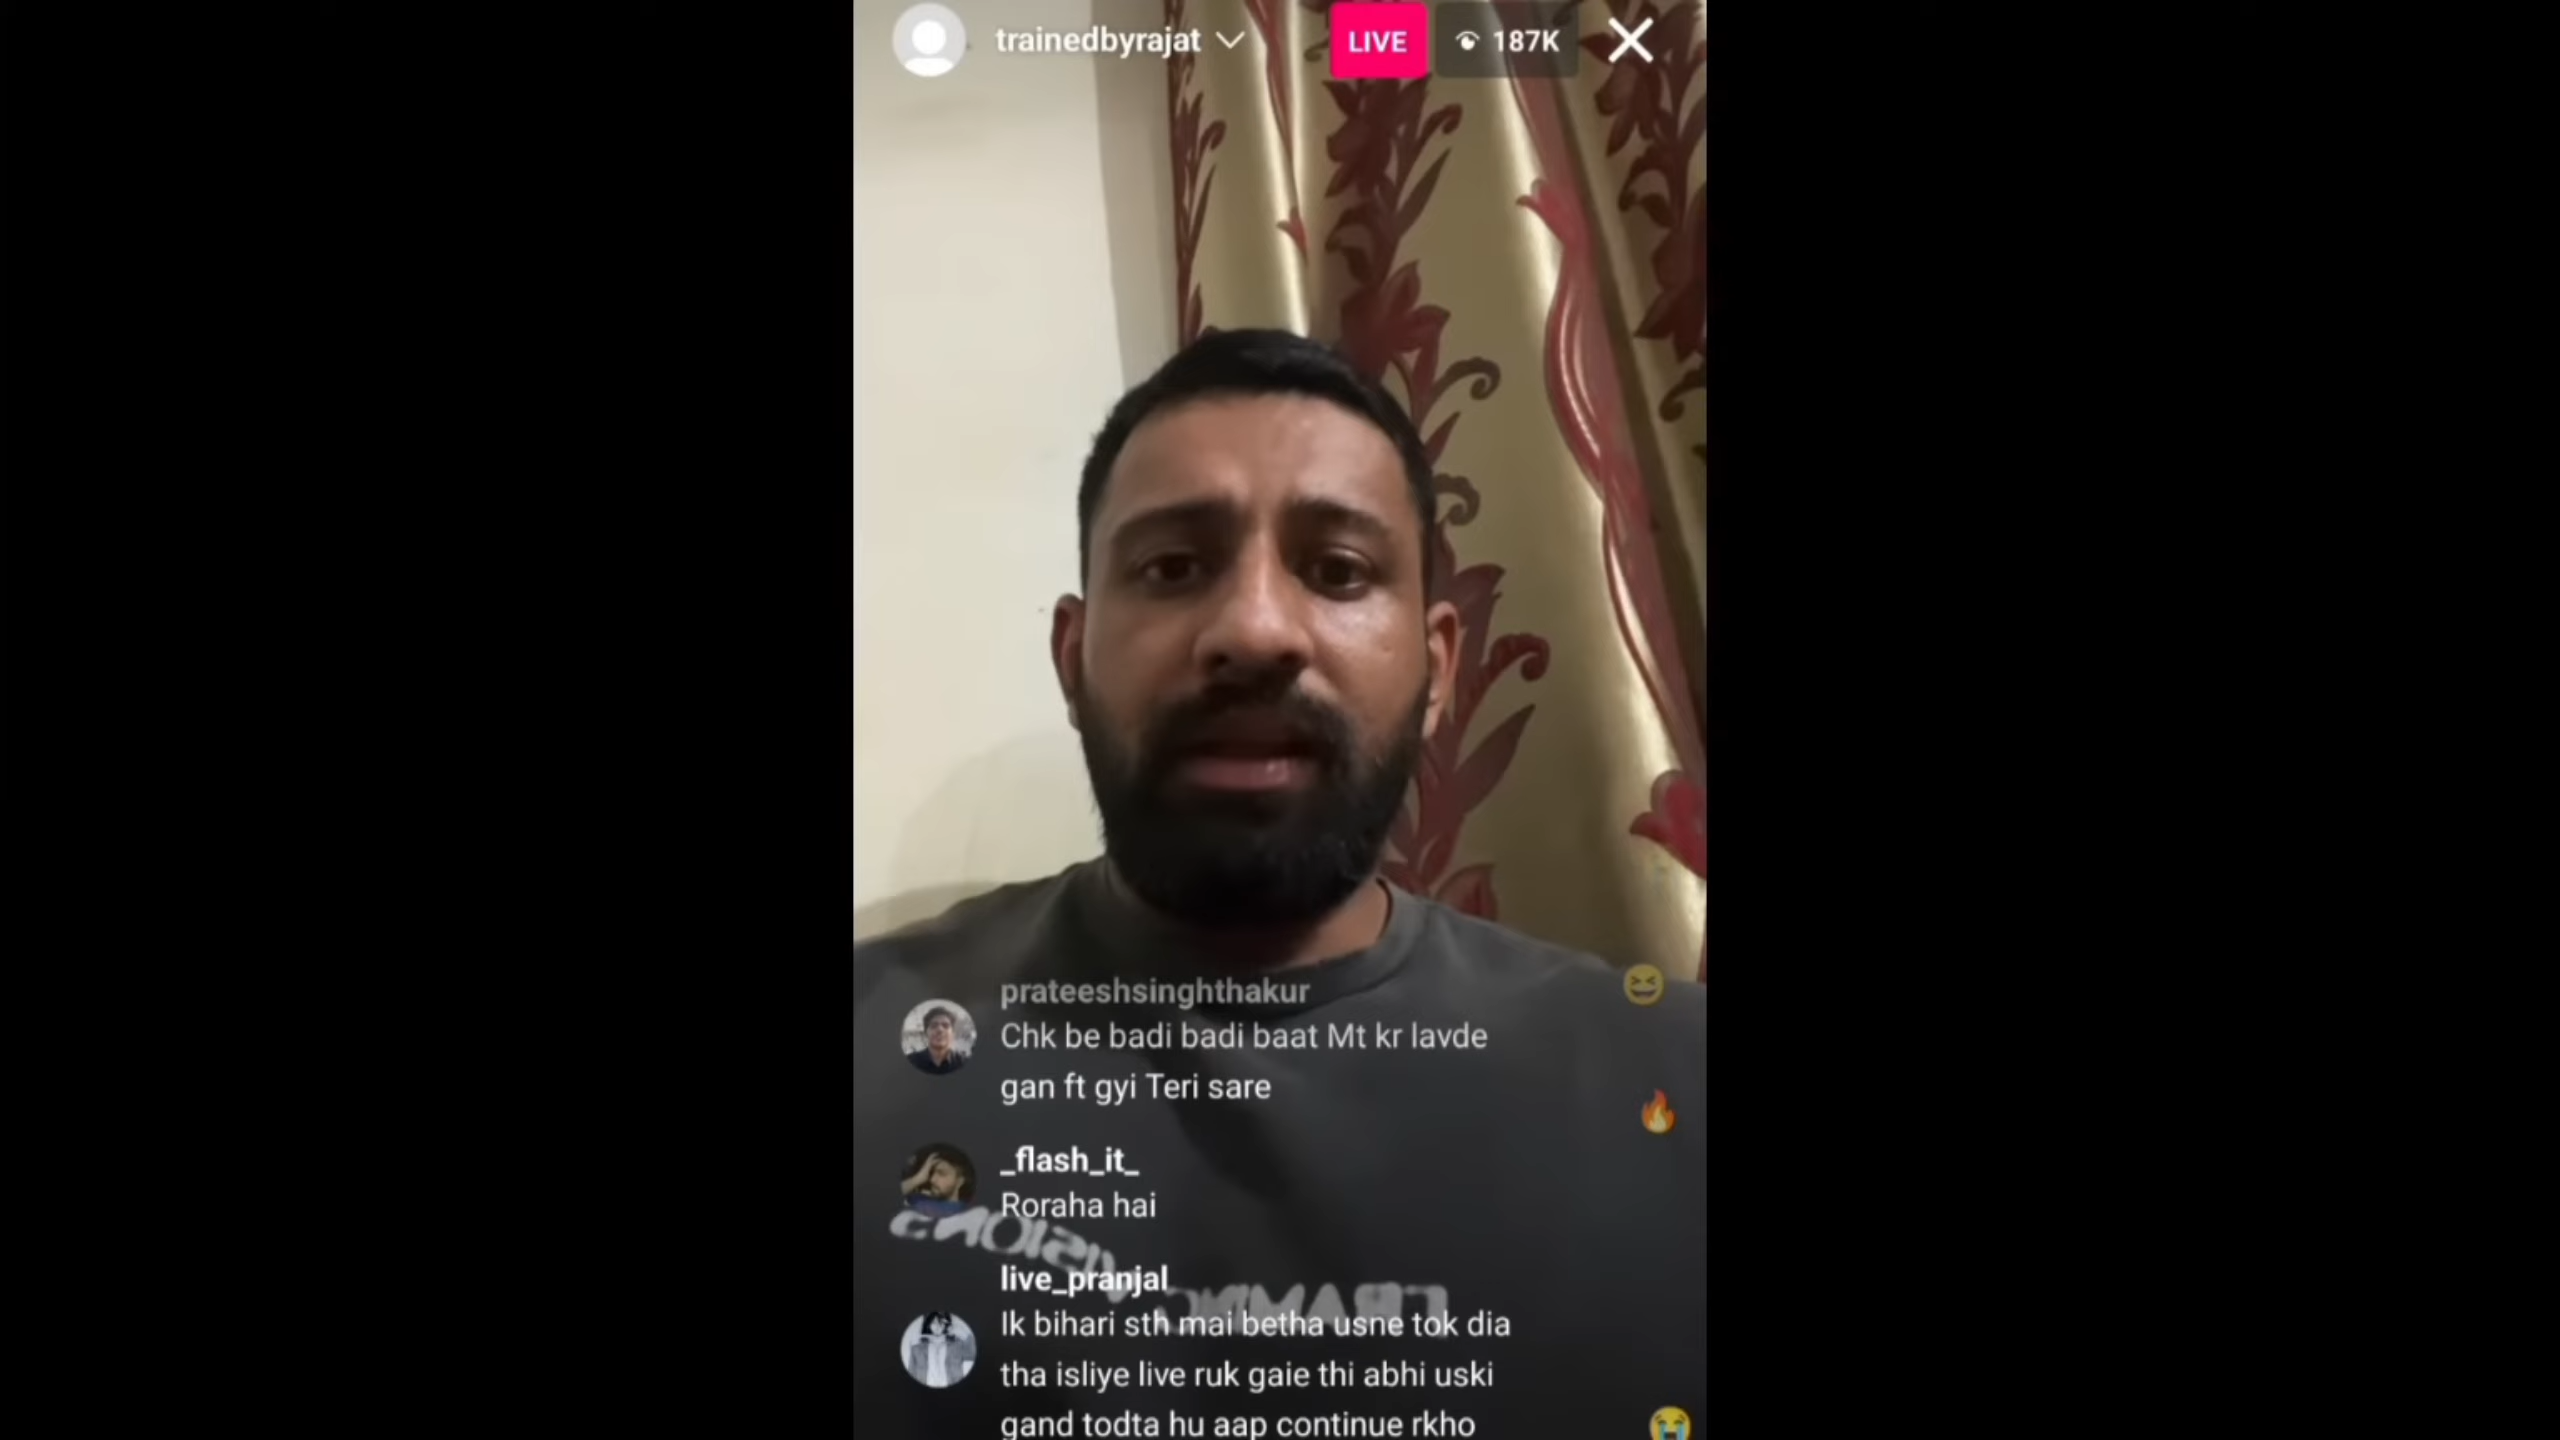 trainedbyrajat
LIVE
187K
prateeshsinghthakur
Chk be badi badi baat Mt kr lavde
gan ft gyi Teri sare
_flash_it_
Roraha hai
live_pranjal
Ik bihari sth mai betha usne tok dia
tha isliye live ruk gaie thi abhi uski
gand todta hu aap continue rkho